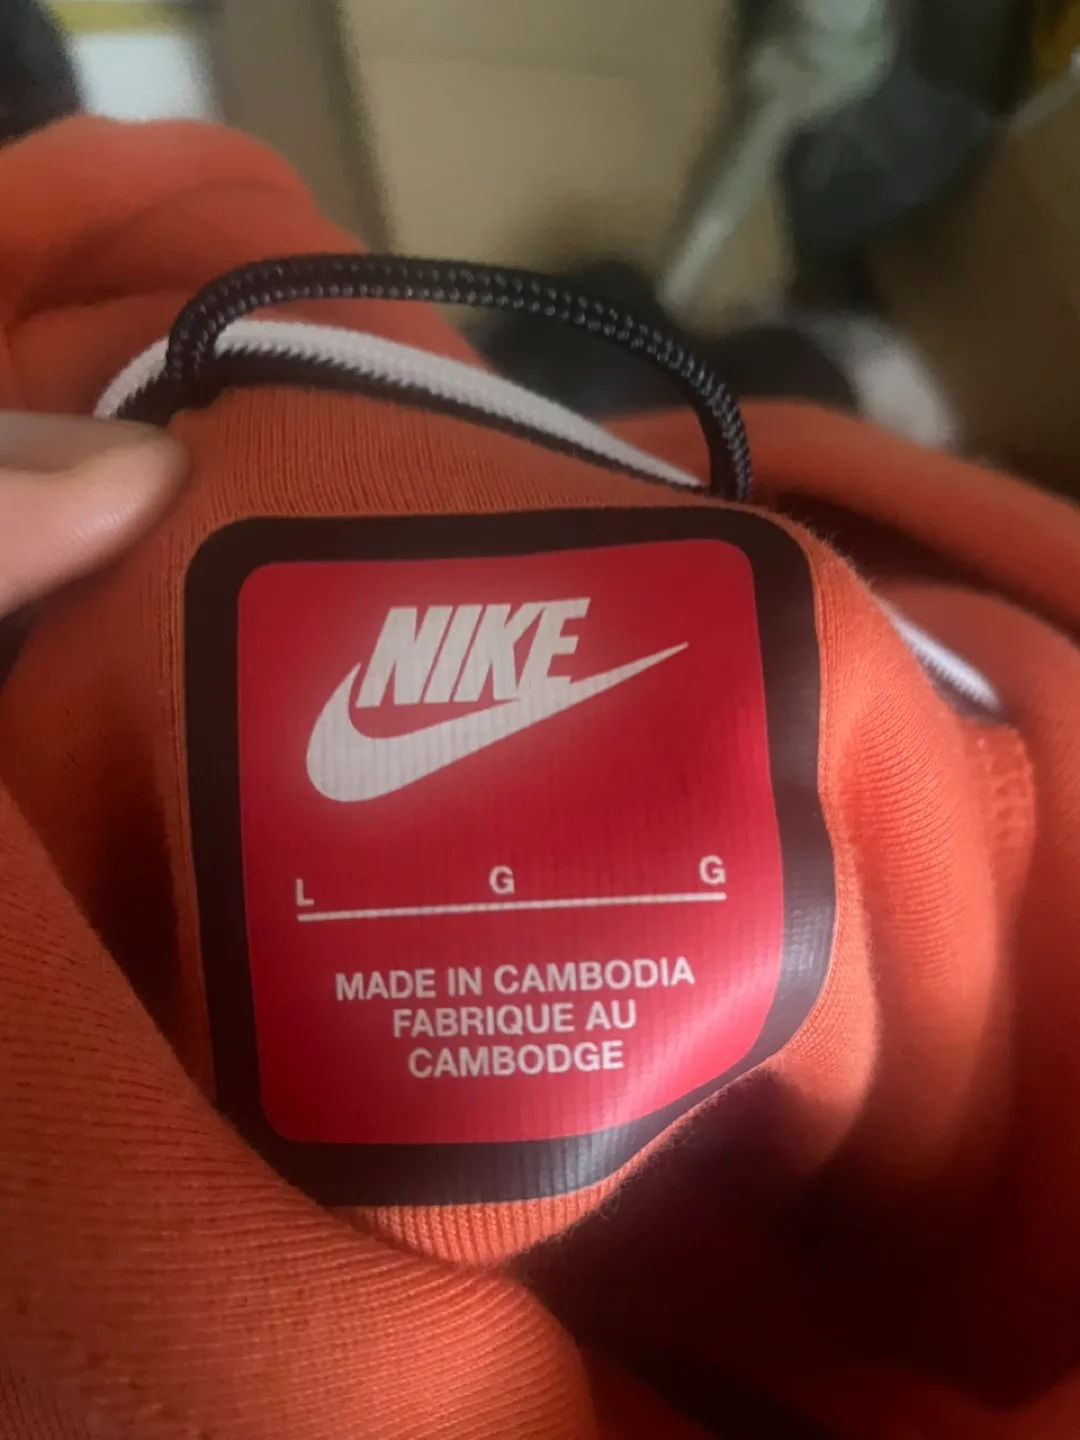 NIKE
L G G
MADE IN CAMBODIA
FABRIQUE AU
CAMBODGE